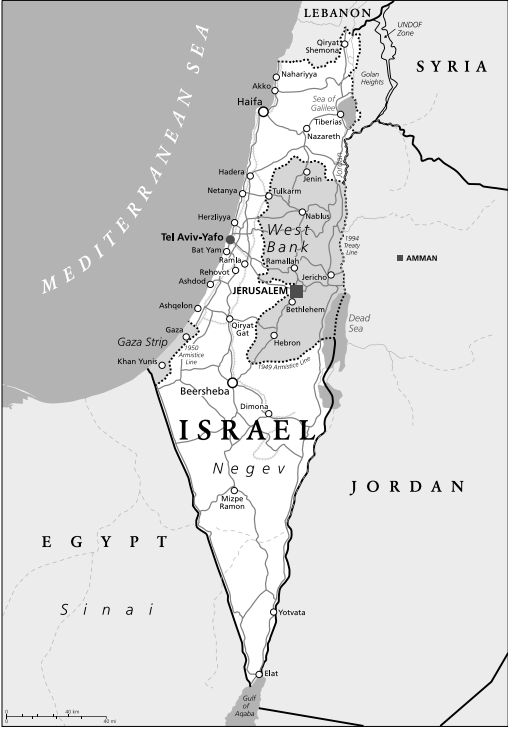 LEBANON
UNDOF
Zone
Qiryat
Shemona
SYRIA
Nahariyya
Golan
Heights
Akko
Haifa
Sea of
Galilee
Tiberias
Nazareth
MEDITERRANEAN SEA
Jordan
Hadera
Jenin
Netanya
Tulkarm
Herzliyya
Nablus
Tel Aviv-Yafo
West
Bank
1994
Treaty
Line
Bat Yam
Ramla
Ramallah
AMMAN
Rehovot
Jericho
Ashdod
JERUSALEM
Bethlehem
Ashqelon
Dead
Sea
Qiryat
Gat
Gaza
Gaza Strip
Hebron
1950
Armistice
Line
Khan Yunis
1949 Armistice Line
Beersheba
Dimona
ISRAEL
Negev
JORDAN
Mizpe
Ramon
EGYPT
Sinai
Yotvata
Elat
Gulf
of
Aqaba
0 40 km
0 40 mi